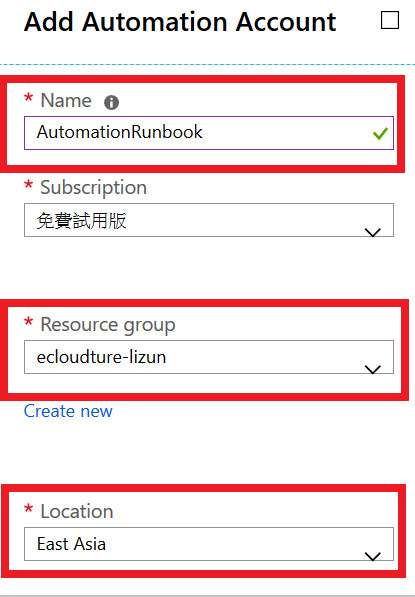 Add Automation Account
* Name
AutomationRunbook
* Subscription
免費試用版
* Resource group
ecloudture-lizun
Create new
* Location
East Asia